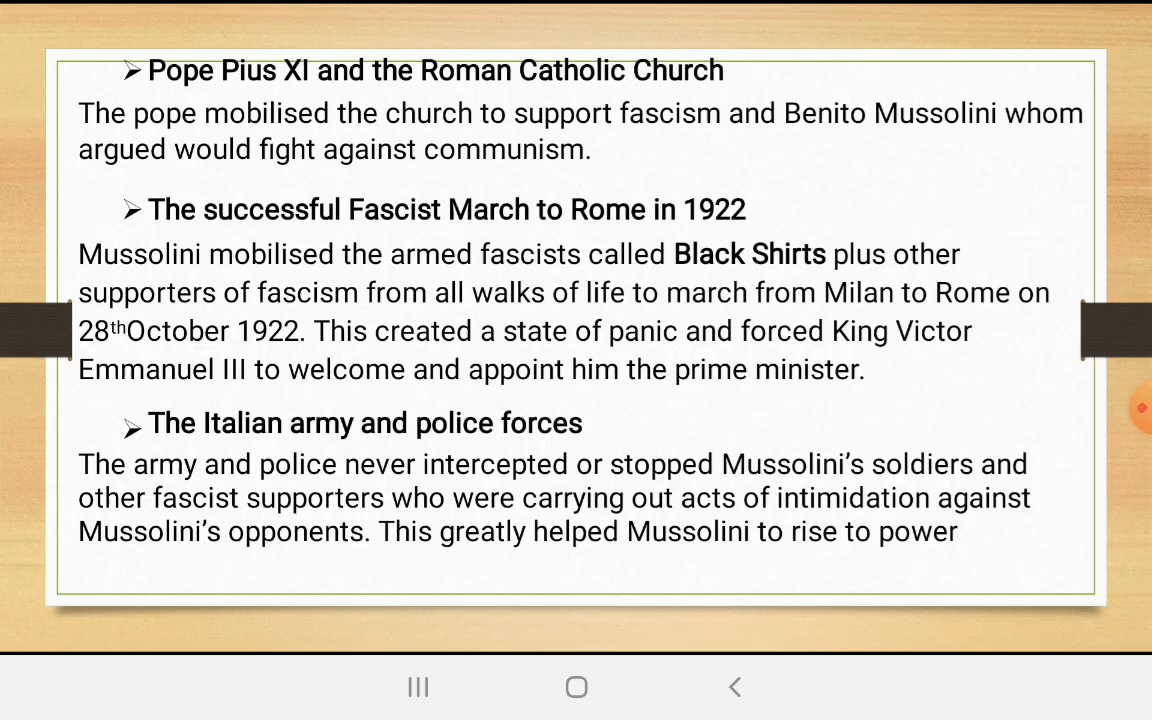 ➢ Pope Pius XI and the Roman Catholic Church
The pope mobilised the church to support fascism and Benito Mussolini whom
argued would fight against communism.
➢ The successful Fascist March to Rome in 1922
Mussolini mobilised the armed fascists called Black Shirts plus other
supporters of fascism from all walks of life to march from Milan to Rome on
28thOctober 1922. This created a state of panic and forced King Victor
Emmanuel III to welcome and appoint him the prime minister.
➢ The Italian army and police forces
The army and police never intercepted or stopped Mussolini’s soldiers and
other fascist supporters who were carrying out acts of intimidation against
Mussolini’s opponents. This greatly helped Mussolini to rise to power